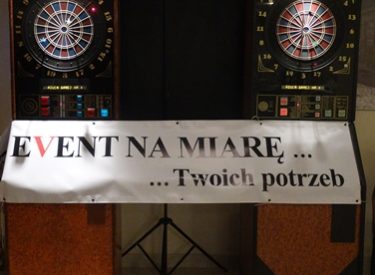 EVENT NA MIARĘ ...
...Twoich potrzeb